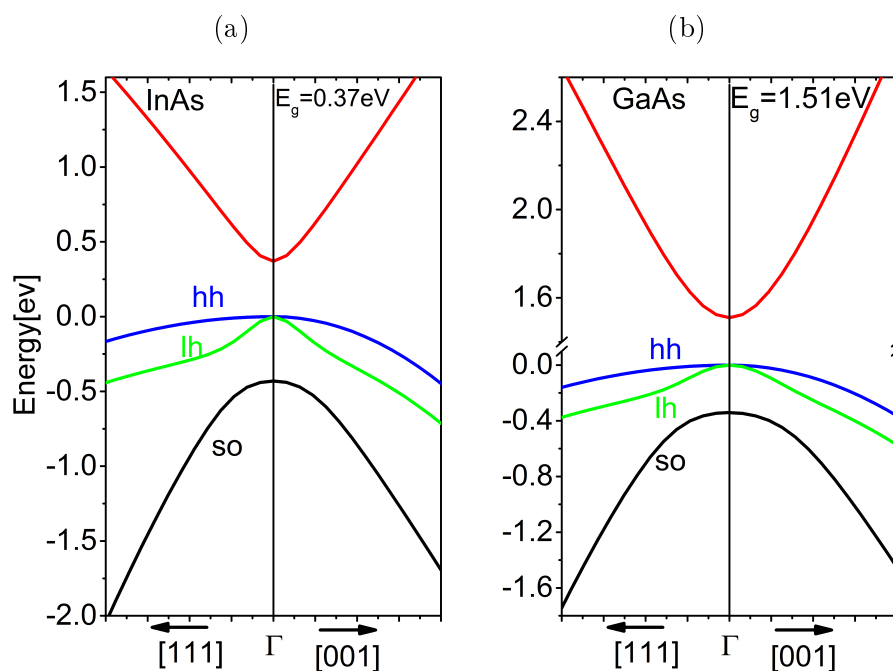 (a)
InAs
E_g=0.37eV
Energy[ev]
1.5
1.0
0.5
0.0
-0.5
-1.0
-1.5
-2.0
hh
lh
so
[111]
Γ
[001]
(b)
GaAs
E_g=1.51eV
2.4
2.0
1.6
0.0
-0.4
-0.8
-1.2
-1.6
hh
lh
so
[111]
Γ
[001]